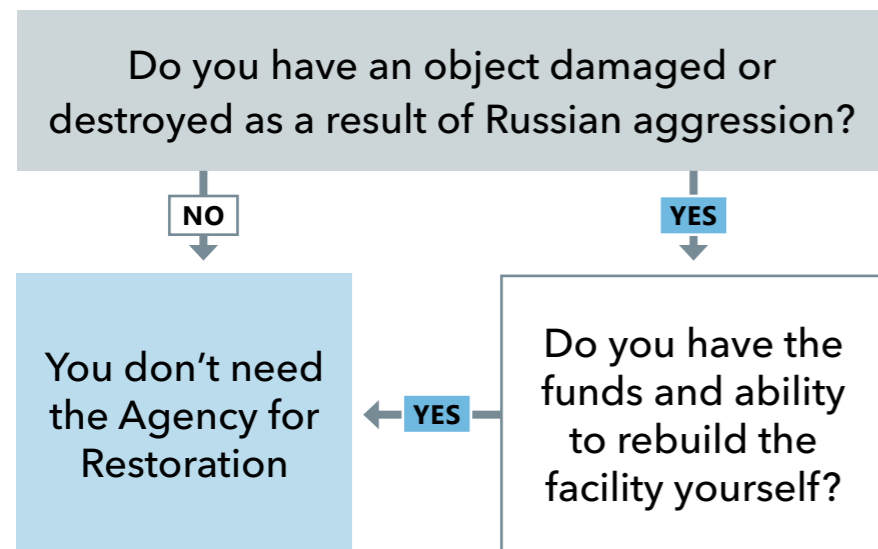 Do you have an object damaged or
destroyed as a result of Russian aggression?
NO
YES
You don’t need
the Agency for
Restoration
YES
Do you have the
funds and ability
to rebuild the
facility yourself?